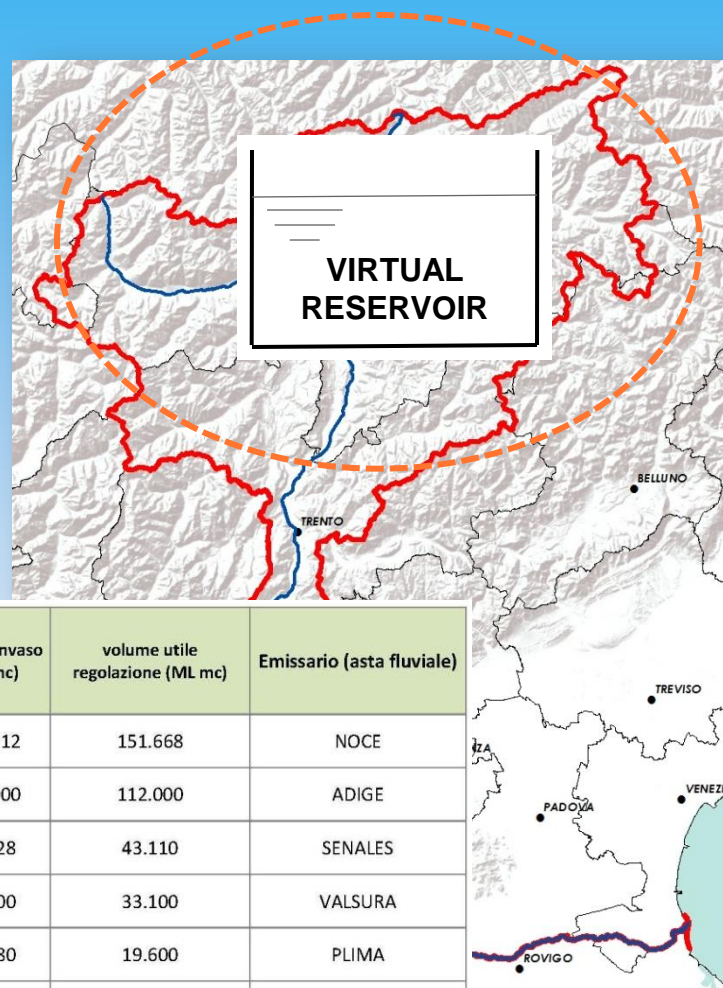 VIRTUAL
RESERVOIR
BELLUNO
TRENTO
volume utile
regolazione (ML mc)
Emissario (asta fluviale)
151.668 NOCE
112.000 ADIGE
43.110 SENALES
33.100 VALSURA
19.600 PLIMA
TREVISO
PADOVA
ROVIGO